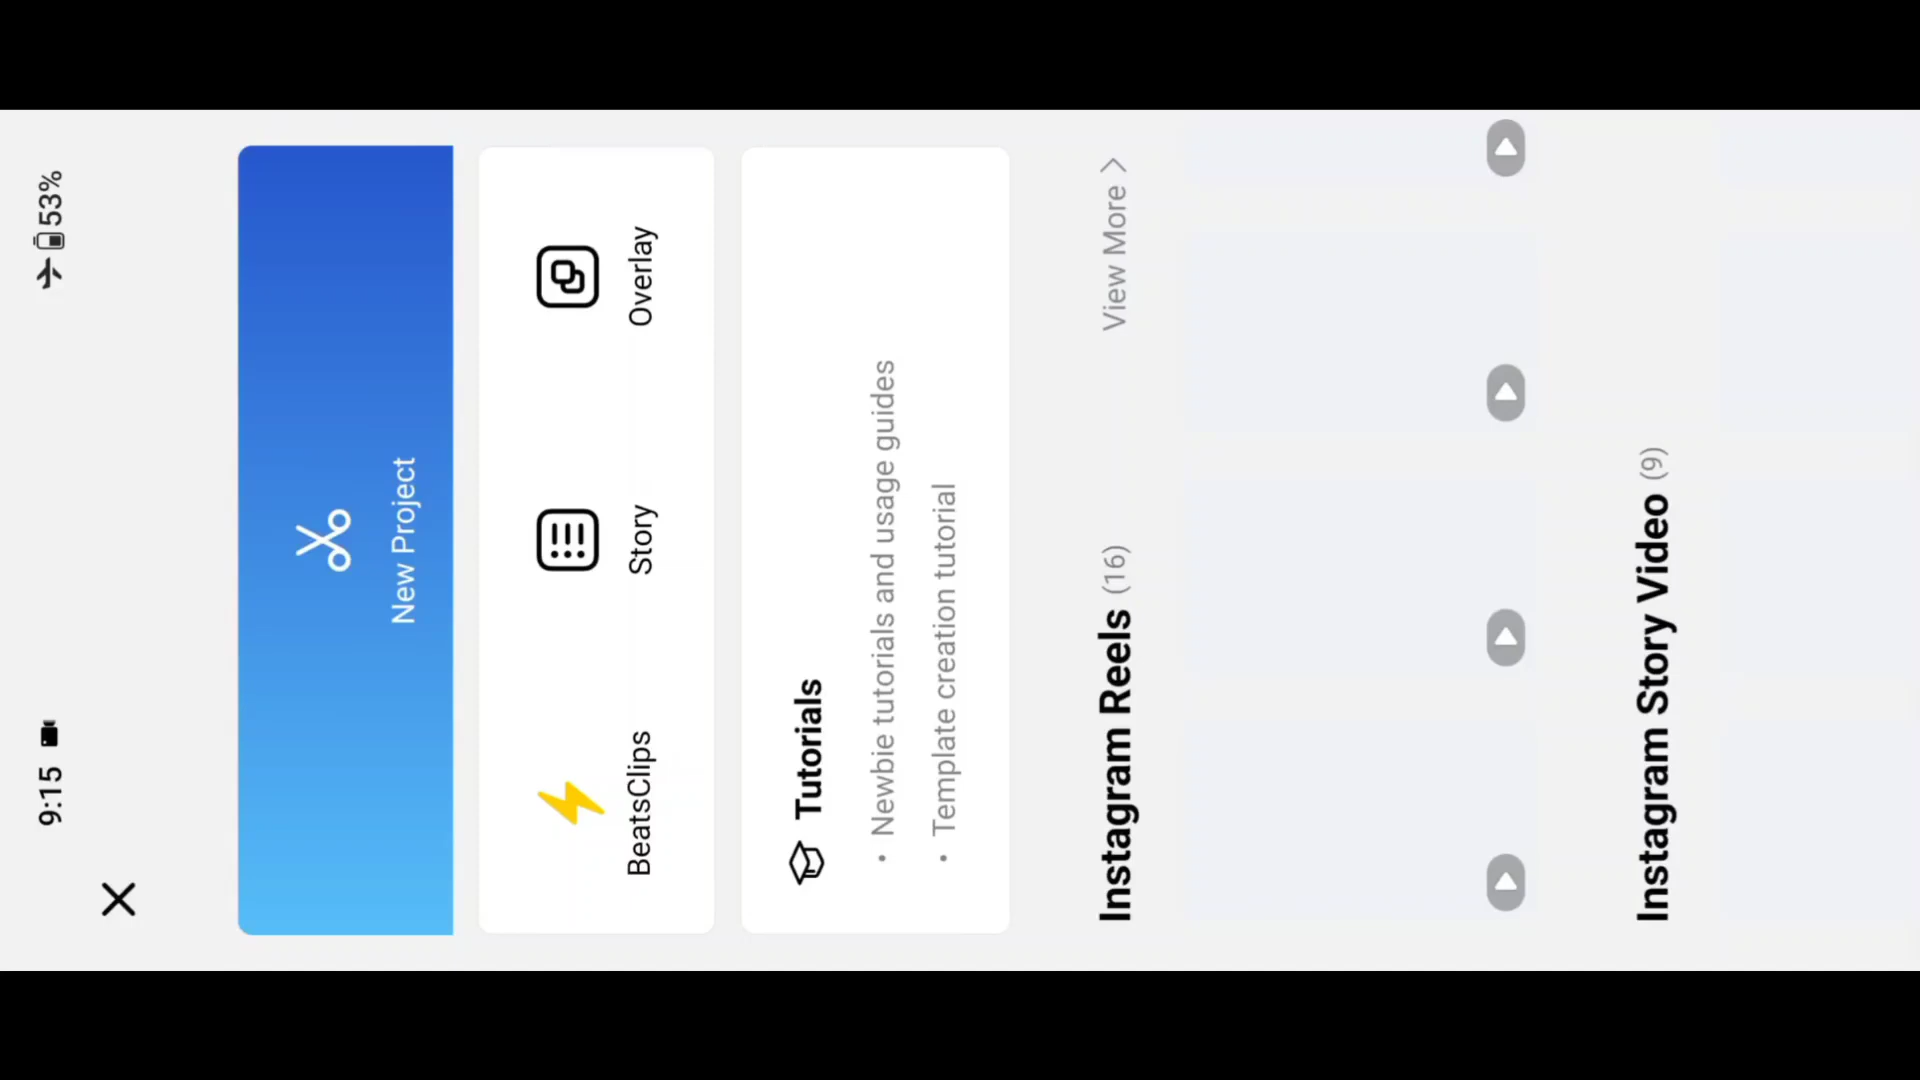 9:15
53%
New Project
BeatsClips
Story
Overlay
Tutorials
• Newbie tutorials and usage guides
• Template creation tutorial
Instagram Reels (16)
View More >
Instagram Story Video (9)